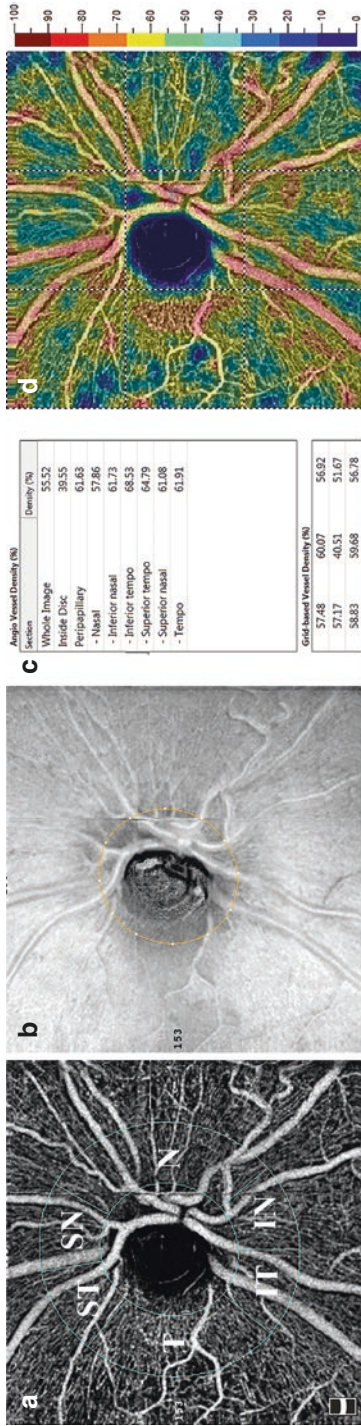 a
SN
ST
N
T
IN
IT
b
153
c
Angio Vessel Density (%)
Section Density (%)
Whole Image 55.52
Inside Disc 39.55
Peripapillary 61.63
- Nasal 57.86
- Inferior nasal 61.73
- Inferior tempo 68.53
- Superior tempo 64.79
- Superior nasal 61.08
- Tempo 61.91
Grid-based Vessel Density (%)
57.48 60.07 56.92
57.17 40.51 51.67
58.83 59.68 56.78
d
100
90
80
70
60
50
40
30
20
10
0